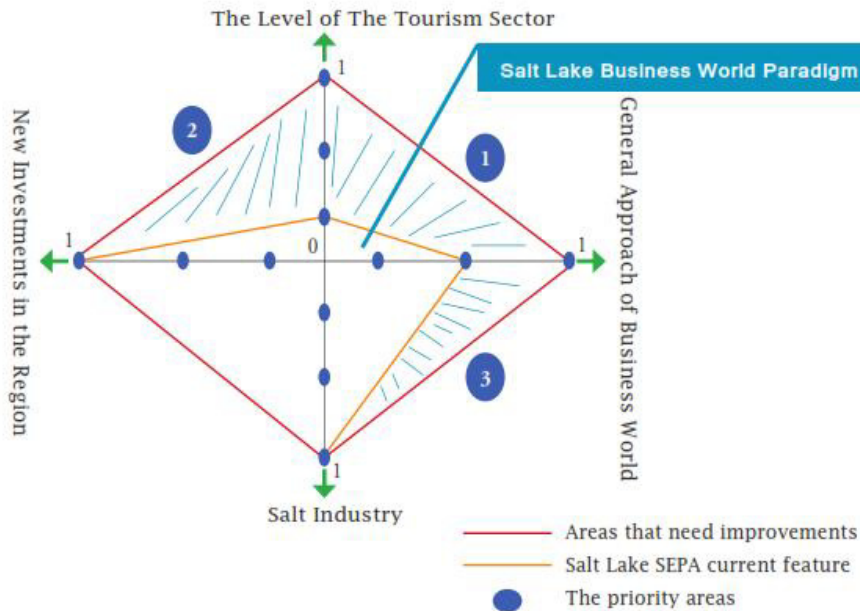 The Level of The Tourism Sector
1
Salt Lake Business World Paradigm
2
1
New Investments in the Region
General Approach of Business World
1
0
1
3
1
Salt Industry
Areas that need improvements
Salt Lake SEPA current feature
The priority areas